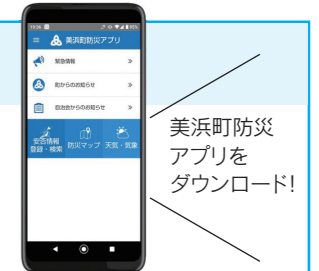 19:26
95%
美浜町防災アプリ
緊急情報
町からのお知らせ
自治会からのお知らせ
安否情報
登録・検索
防災マップ
天気・気象
美浜町防災
アプリを
ダウンロード!